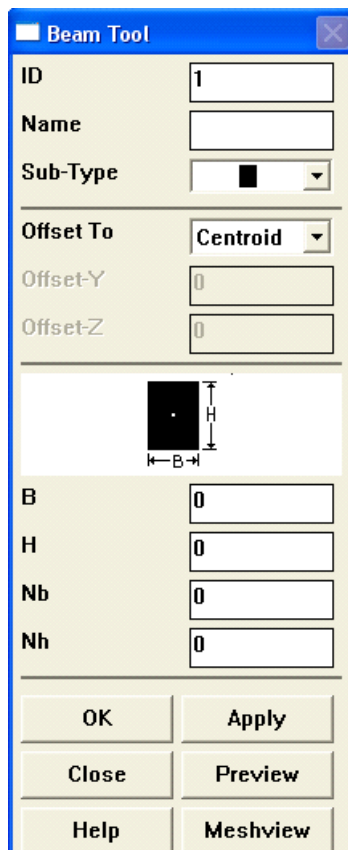 Beam Tool
ID 1
Name
Sub-Type
Offset To Centroid
Offset-Y 0
Offset-Z 0
H
B
B 0
H 0
Nb 0
Nh 0
OK Apply
Close Preview
Help Meshview